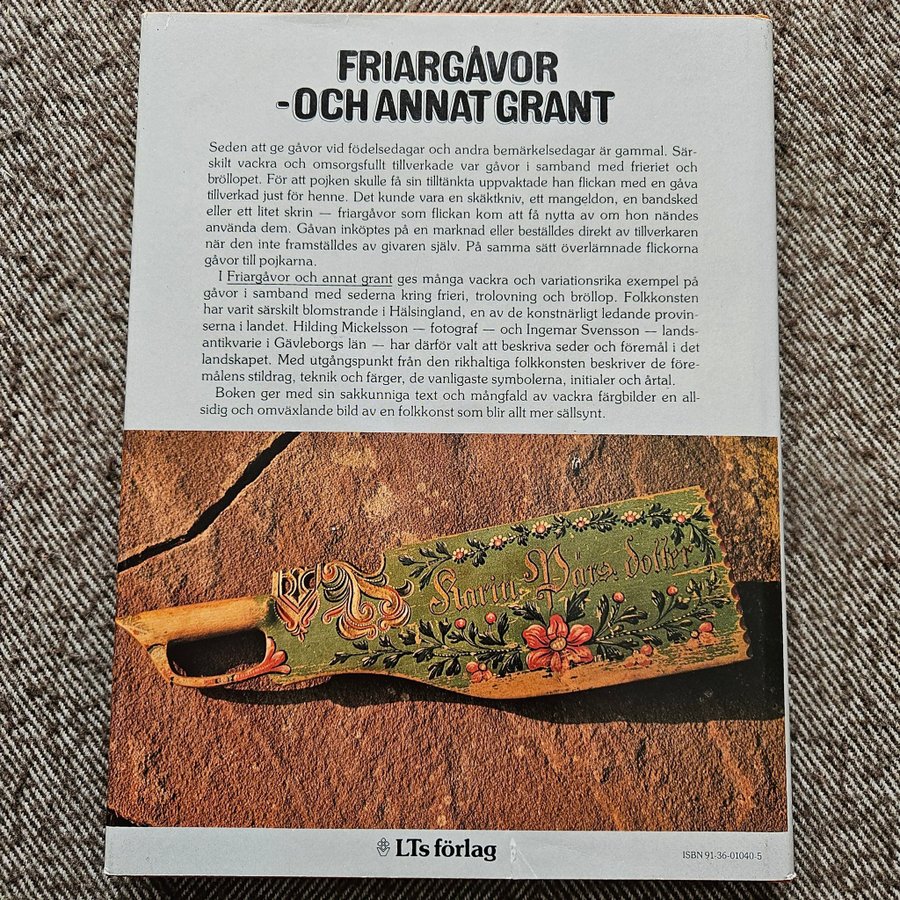 FRIARGÅVOR
-OCH ANNAT GRANT
Seden att ge gåvor vid födelsedagar och andra bemärkelsedagar är gammal. Sär-
skilt vackra och omsorgsfullt tillverkade var gåvor i samband med frieriet och
bröllopet. För att pojken skulle få sin tilltänkta uppvaktade han flickan med en gåva
tillverkad just för henne. Det kunde vara en skäktkniv, ett mangeldon, en bandsked
eller ett litet skrin — friargåvor som flickan kom att få nytta av om hon nändes
använda dem. Gåvan inköptes på en marknad eller beställdes direkt av tillverkaren
när den inte framställdes av givaren själv. På samma sätt överlämnade flickorna
gåvor till pojkarna.
I Friargåvor och annat grant ges många vackra och variationsrika exempel på
gåvor i samband med sederna kring frieri, trolovning och bröllop. Folkkonsten
har varit särskilt blomstrande i Hälsingland, en av de konstnärligt ledande provin-
serna i landet. Hilding Mickelsson — fotograf — och Ingemar Svensson — lands-
antikvarie i Gävleborgs län — har därför valt att beskriva seder och föremål i det
landskapet. Med utgångspunkt från den rikhaltiga folkkonsten beskriver de före-
målens stildrag, teknik och färger, de vanligaste symbolerna, initialer och årtal.
Boken ger med sin sakkunniga text och mångfald av vackra färgbilder en all-
sidig och omväxlande bild av en folkkonst som blir allt mer sällsynt.
Karin Pärs dotter
LTs förlag
ISBN 91-36-01040-5